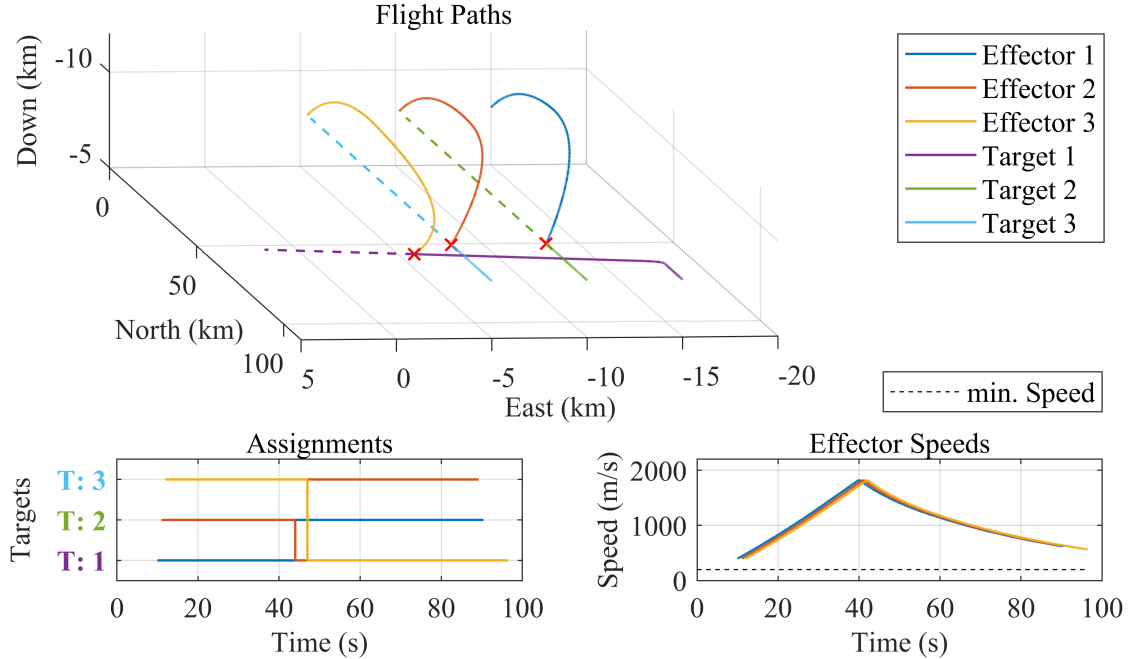 Flight Paths
Down (km)
-10
-5
0
50
100
North (km)
5
0
-5
-10
-15
-20
East (km)
Effector 1
Effector 2
Effector 3
Target 1
Target 2
Target 3
min. Speed
Assignments
Targets
T: 3
T: 2
T: 1
0
20
40
60
80
100
Time (s)
Effector Speeds
Speed (m/s)
2000
1000
0
0
20
40
60
80
100
Time (s)